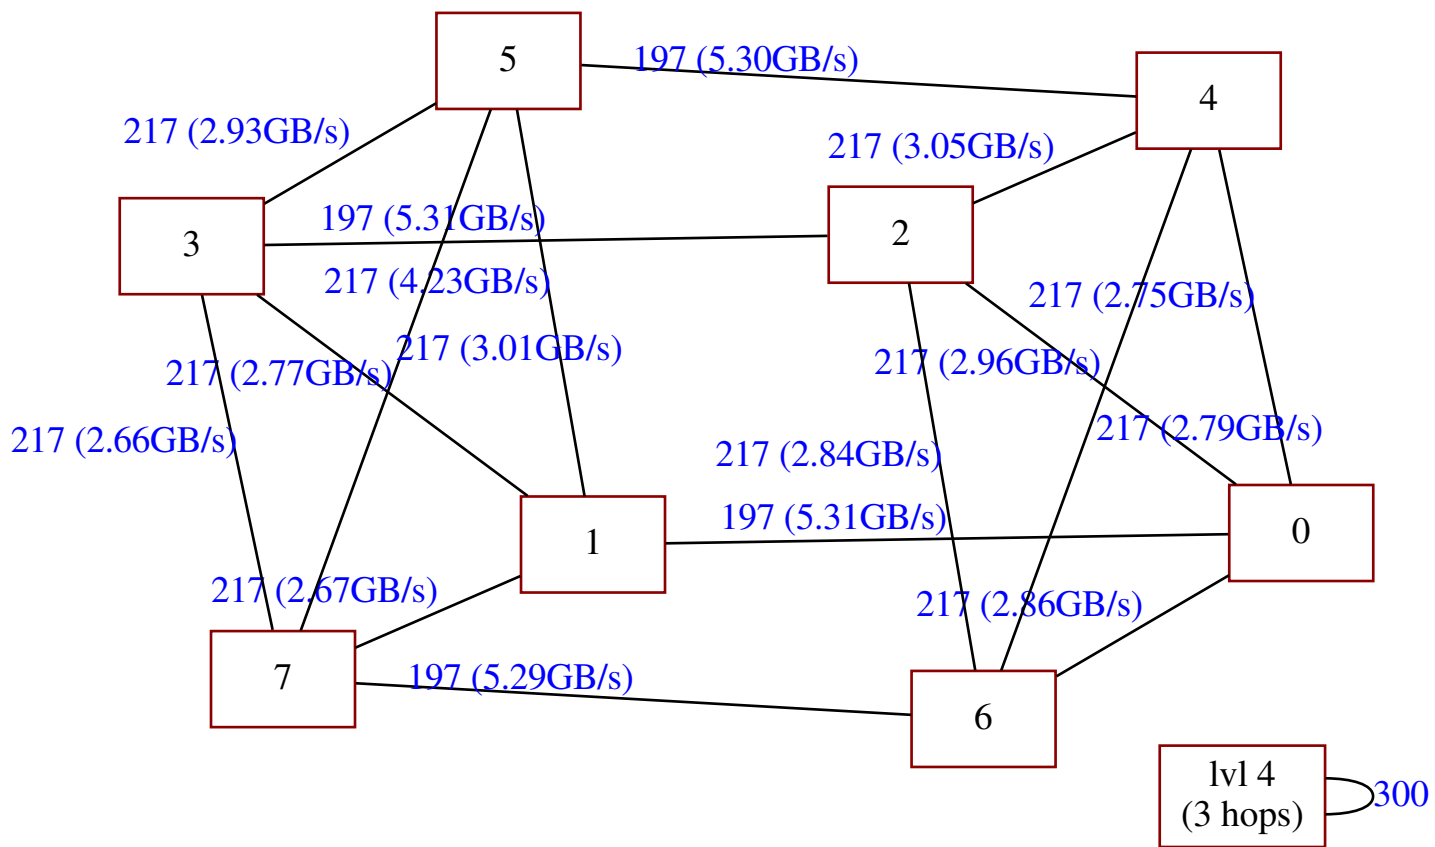 5
197 (5.30GB/s)
4
217 (2.93GB/s)
217 (3.05GB/s)
3
197 (5.31GB/s)
2
217 (4.23GB/s)
217 (2.75GB/s)
217 (3.01GB/s)
217 (2.77GB/s)
217 (2.96GB/s)
217 (2.66GB/s)
217 (2.84GB/s)
217 (2.79GB/s)
1
197 (5.31GB/s)
0
217 (2.67GB/s)
217 (2.86GB/s)
7
197 (5.29GB/s)
6
lvl 4
(3 hops)
300